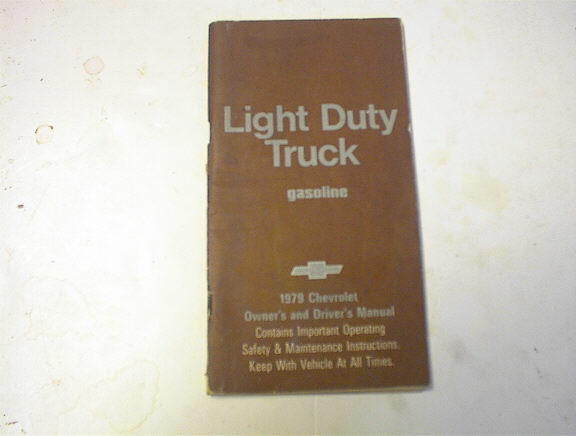 Light Duty
Truck
gasoline
1979 Chevrolet
Owner's and Driver's Manual
Contains Important Operating
Safety & Maintenance Instructions.
Keep With Vehicle At All Times.